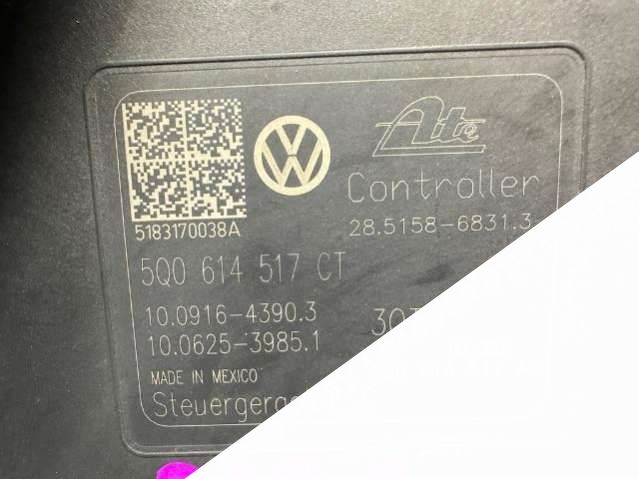 Ate
Controller
5183170038A
28.5158-6831.3
5Q0 614 517 CT
10.0916-4390.3
10.0625-3985.1
MADE IN MEXICO